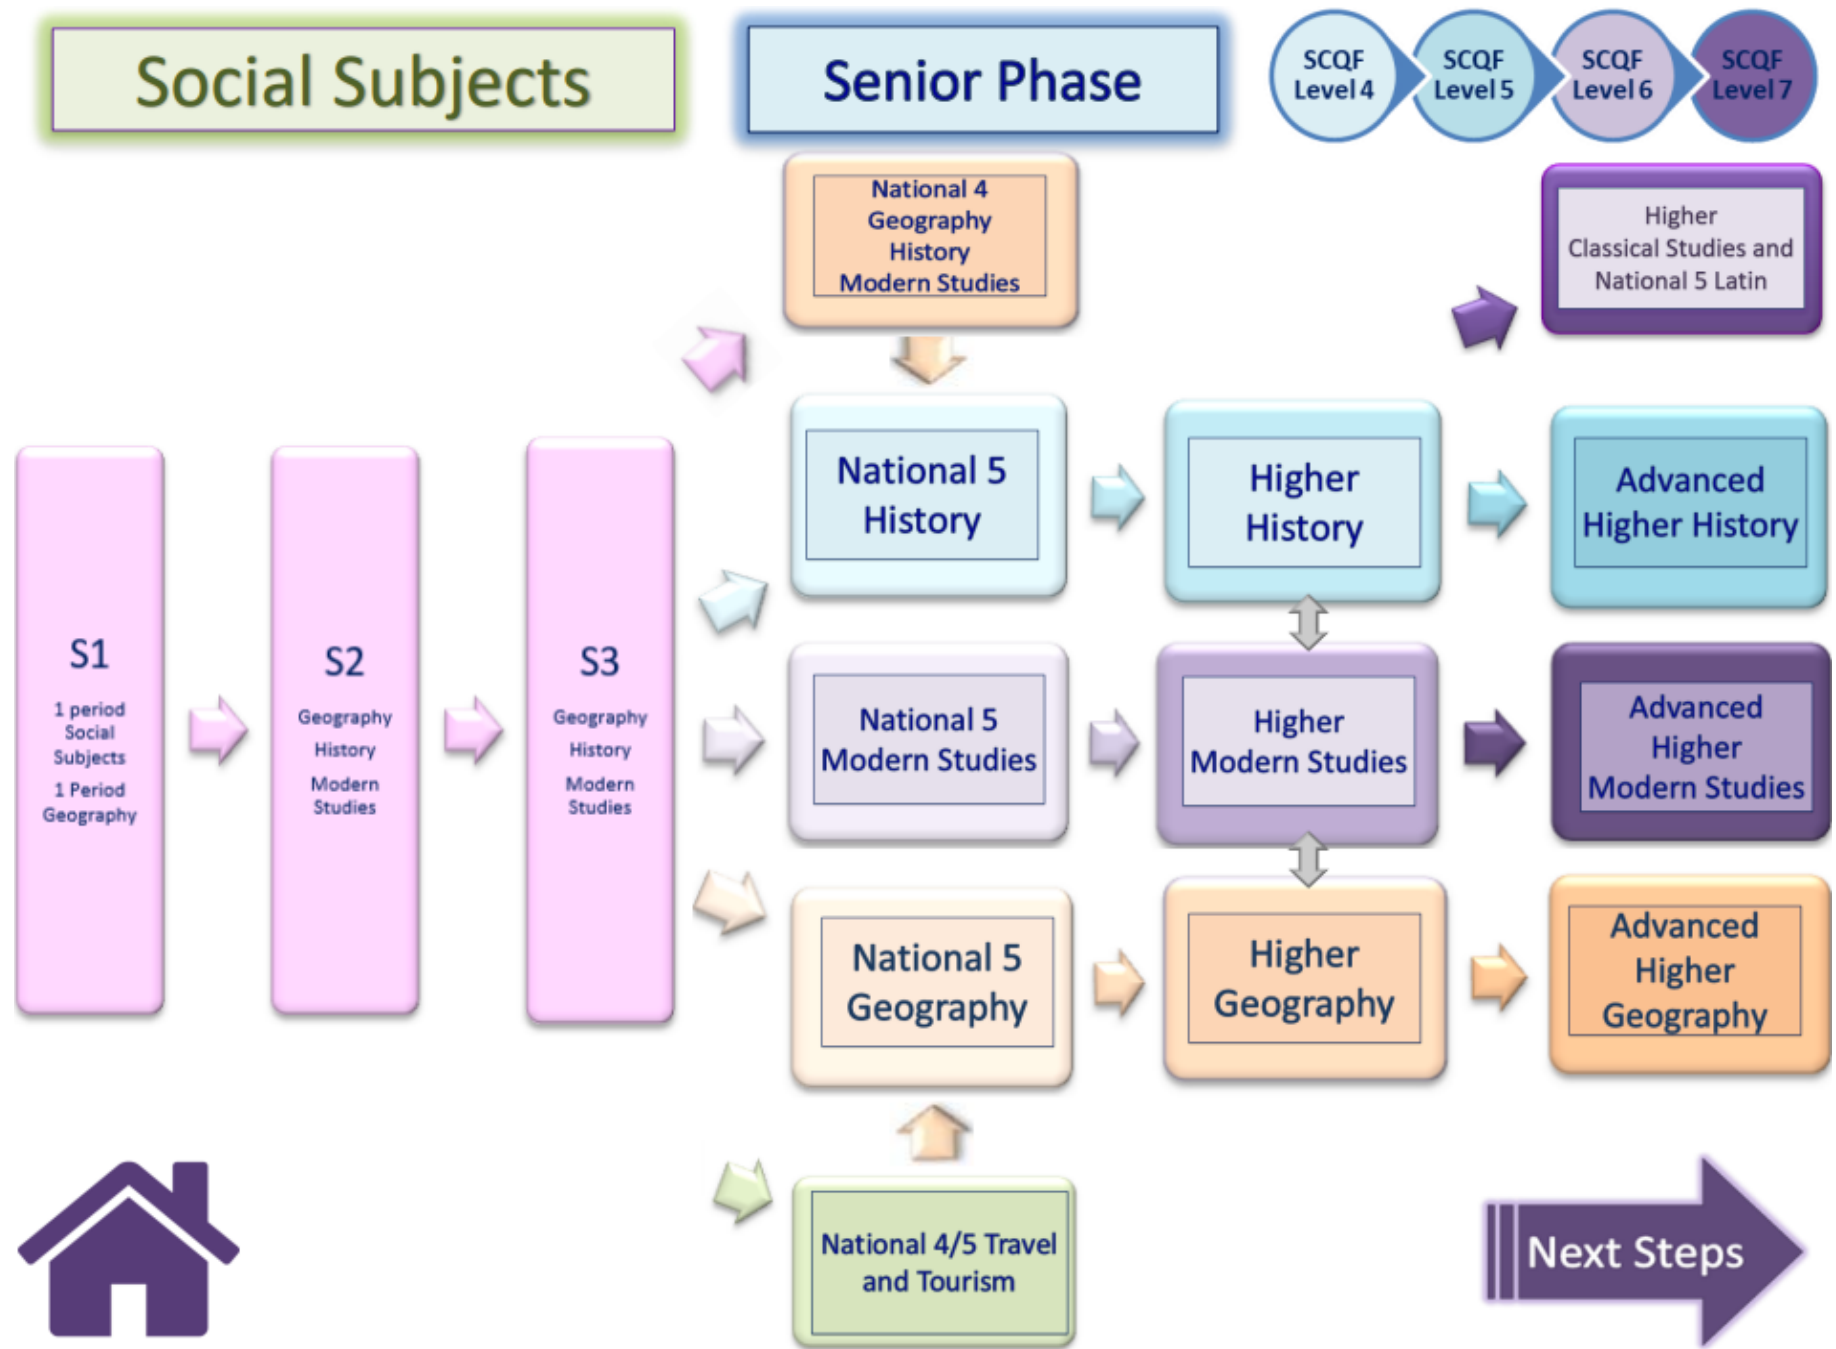 Social Subjects
Senior Phase
SCQF
Level 4
SCQF
Level 5
SCQF
Level 6
SCQF
Level 7
National 4
Geography
History
Modern Studies
Higher
Classical Studies and
National 5 Latin
S1
1 period
Social
Subjects
1 Period
Geography
S2
Geography
History
Modern
Studies
S3
Geography
History
Modern
Studies
National 5
History
Higher
History
Advanced
Higher History
National 5
Modern Studies
Higher
Modern Studies
Advanced
Higher
Modern Studies
National 5
Geography
Higher
Geography
Advanced
Higher
Geography
National 4/5 Travel
and Tourism
Next Steps